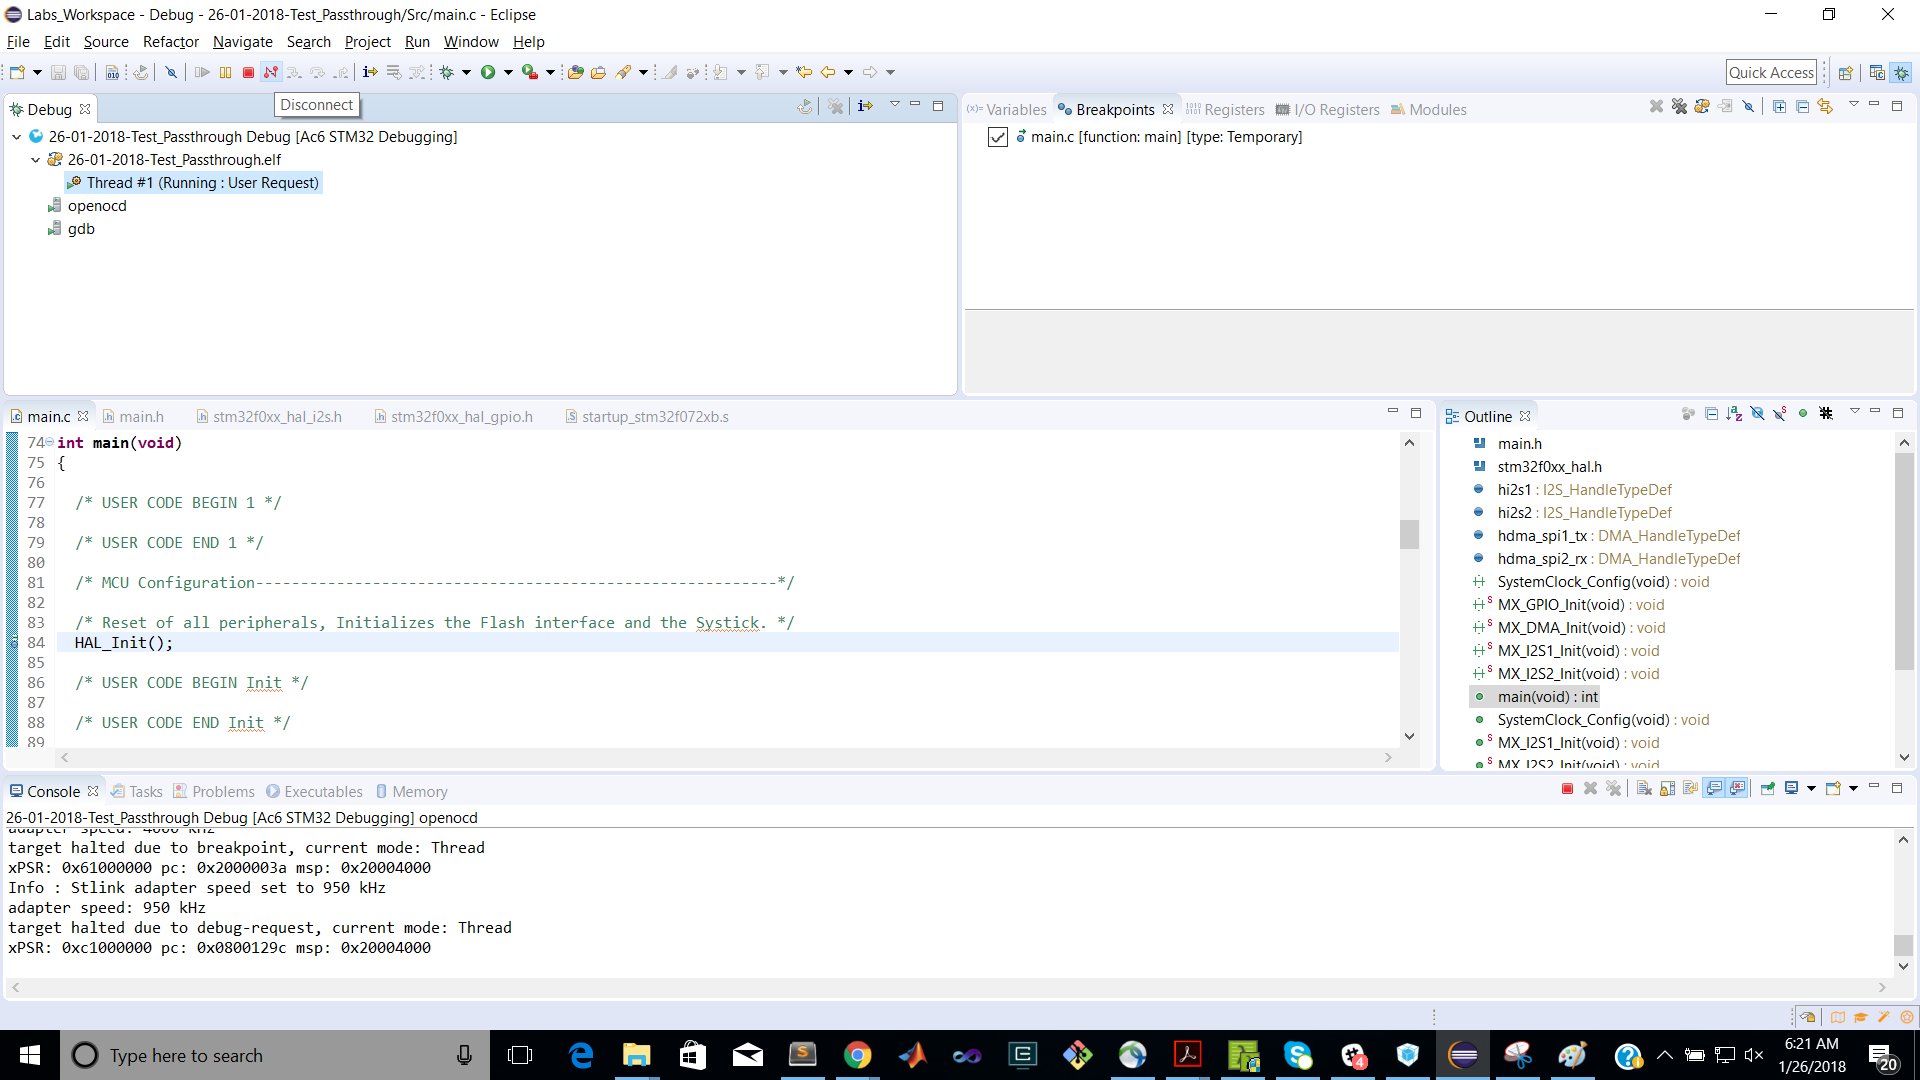 Labs_Workspace - Debug - 26-01-2018-Test_Passthrough/Src/main.c - Eclipse
File Edit Source Refactor Navigate Search Project Run Window Help
Quick Access
Disconnect
Debug
26-01-2018-Test_Passthrough Debug [Ac6 STM32 Debugging]
26-01-2018-Test_Passthrough.elf
Thread #1 (Running : User Request)
openocd
gdb
(x)= Variables Breakpoints Registers I/O Registers Modules
main.c [function: main] [type: Temporary]
main.c main.h stm32f0xx_hal_i2s.h stm32f0xx_hal_gpio.h startup_stm32f072xb.s
74 int main(void)
75 {
76
77 /* USER CODE BEGIN 1 */
78
79 /* USER CODE END 1 */
80
81 /* MCU Configuration----------------------------------------------------------*/
82
83 /* Reset of all peripherals, Initializes the Flash interface and the Systick. */
84 HAL_Init();
85
86 /* USER CODE BEGIN Init */
87
88 /* USER CODE END Init */
89
Outline
main.h
stm32f0xx_hal.h
hi2s1 : I2S_HandleTypeDef
hi2s2 : I2S_HandleTypeDef
hdma_spi1_tx : DMA_HandleTypeDef
hdma_spi2_rx : DMA_HandleTypeDef
SystemClock_Config(void) : void
MX_GPIO_Init(void) : void
MX_DMA_Init(void) : void
MX_I2S1_Init(void) : void
MX_I2S2_Init(void) : void
main(void) : int
SystemClock_Config(void) : void
MX_I2S1_Init(void) : void
MX_I2S2_Init(void) : void
Console Tasks Problems Executables Memory
26-01-2018-Test_Passthrough Debug [Ac6 STM32 Debugging] openocd
adapter speed: 4000 kHz
target halted due to breakpoint, current mode: Thread
xPSR: 0x61000000 pc: 0x2000003a msp: 0x20004000
Info : Stlink adapter speed set to 950 kHz
adapter speed: 950 kHz
target halted due to debug-request, current mode: Thread
xPSR: 0xc1000000 pc: 0x0800129c msp: 0x20004000
Type here to search
4
6:21 AM
1/26/2018
20